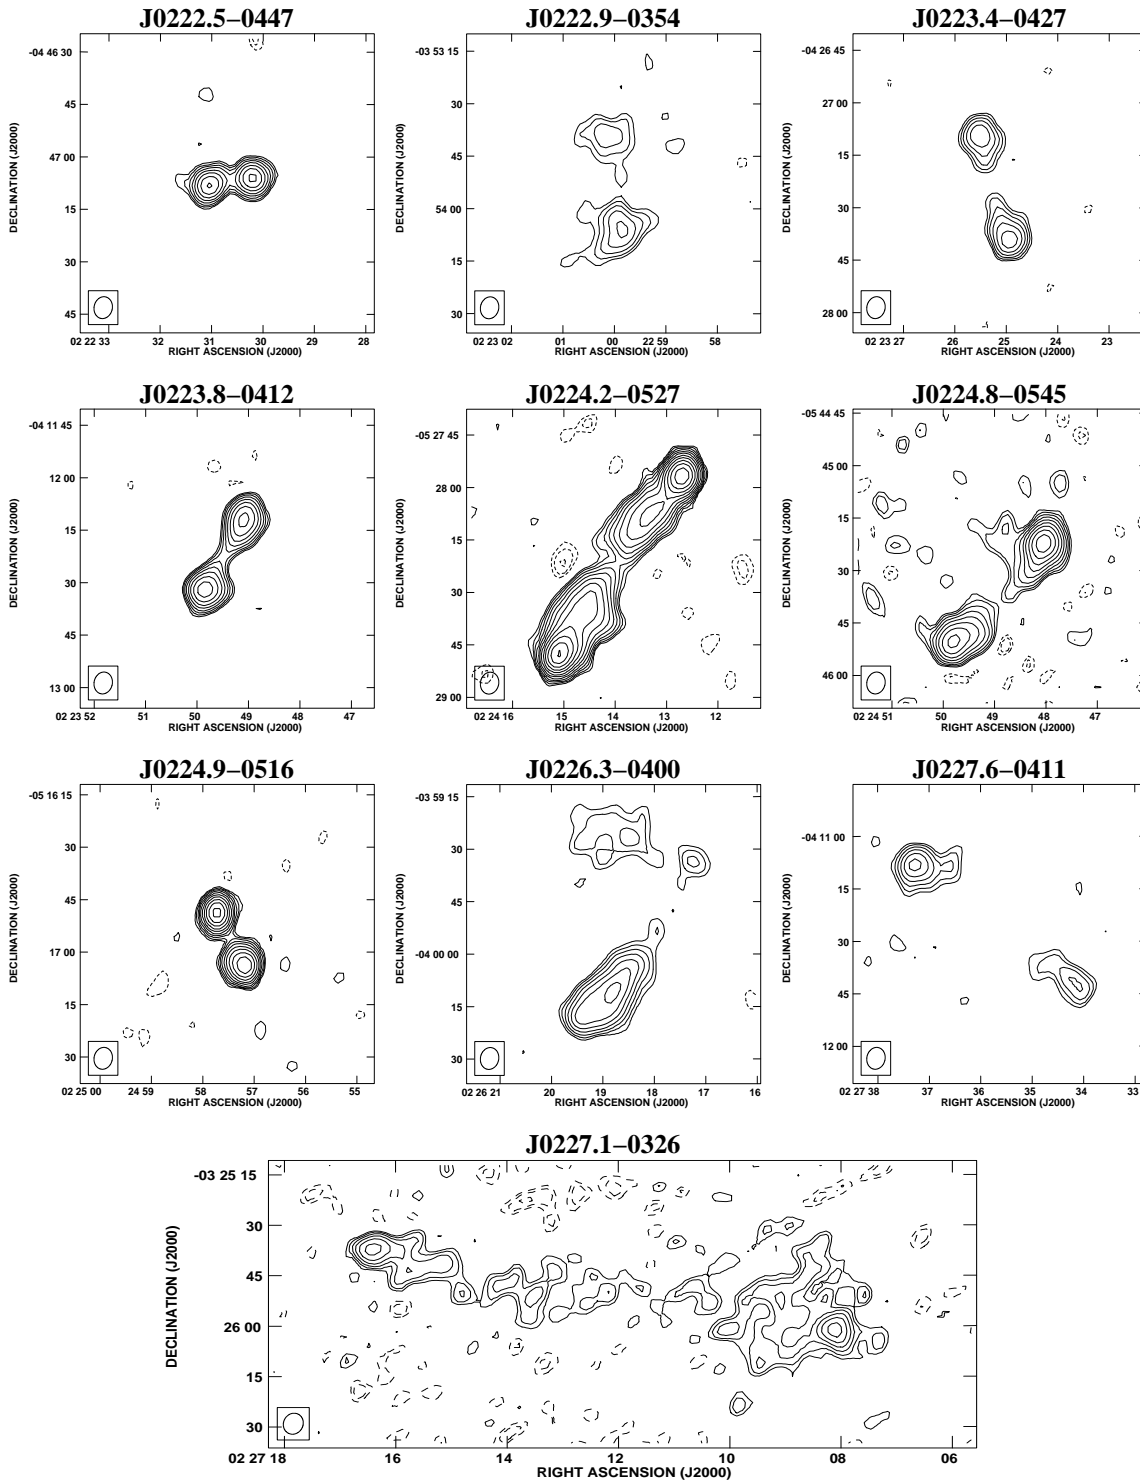 J0222.5−0447
J0222.9−0354
J0223.4−0427
-04 46 30
45
47 00
15
30
45
DECLINATION (J2000)
02 22 33
32
31
30
29
28
RIGHT ASCENSION (J2000)
-03 53 15
30
45
54 00
15
30
DECLINATION (J2000)
02 23 02
01
00
22 59
58
RIGHT ASCENSION (J2000)
-04 26 45
27 00
15
30
45
28 00
DECLINATION (J2000)
02 23 27
26
25
24
23
RIGHT ASCENSION (J2000)
J0223.8−0412
J0224.2−0527
J0224.8−0545
-04 11 45
12 00
15
30
45
13 00
DECLINATION (J2000)
02 23 52
51
50
49
48
47
RIGHT ASCENSION (J2000)
-05 27 45
28 00
15
30
45
29 00
DECLINATION (J2000)
02 24 16
15
14
13
12
RIGHT ASCENSION (J2000)
-05 44 45
45 00
15
30
45
46 00
DECLINATION (J2000)
02 24 51
50
49
48
47
RIGHT ASCENSION (J2000)
J0224.9−0516
J0226.3−0400
J0227.6−0411
-05 16 15
30
45
17 00
15
30
DECLINATION (J2000)
02 25 00
24 59
58
57
56
55
RIGHT ASCENSION (J2000)
-03 59 15
30
45
-04 00 00
15
30
DECLINATION (J2000)
02 26 21
20
19
18
17
16
RIGHT ASCENSION (J2000)
-04 11 00
15
30
45
12 00
DECLINATION (J2000)
02 27 38
37
36
35
34
33
RIGHT ASCENSION (J2000)
J0227.1−0326
-03 25 15
30
45
26 00
15
30
DECLINATION (J2000)
02 27 18
16
14
12
10
08
06
RIGHT ASCENSION (J2000)